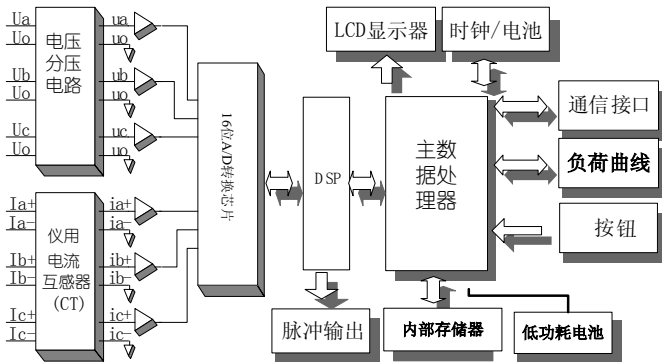 Ua
Uo
Ub
Uo
Uc
Uo
电压
分压
电路
ua
uo
ub
uo
uc
uo
Ia+
Ia-
Ib+
Ib-
Ic+
Ic-
仪用
电流
互感器
(CT)
ia+
ia-
ib+
ib-
ic+
ic-
16位A/D转换芯片
DSP
脉冲输出
LCD显示器
时钟/电池
主数
据处
理器
通信接口
负荷曲线
按钮
内部存储器
低功耗电池